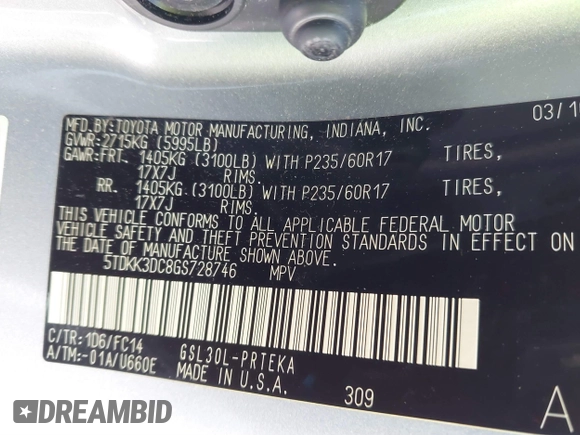 MFD.BY:TOYOTA MOTOR MANUFACTURING, INDIANA, INC. 03/1
GVWR:2715KG (5995LB)
GAWR:FRT. 1405KG (3100LB) WITH P235/60R17 TIRES,
17X7J RIMS.
RR. 1405KG (3100LB) WITH P235/60R17 TIRES,
17X7J RIMS.
THIS VEHICLE CONFORMS TO ALL APPLICABLE FEDERAL MOTOR
VEHICLE SAFETY AND THEFT PREVENTION STANDARDS IN EFFECT ON
THE DATE OF MANUFACTURE SHOWN ABOVE.
5TDKK3DC8GS728746 MPV
C/TR:1D6/FC14 GSL30L-PRTEKA
A/TM:-01A/U660E MADE IN U.S.A. 309 A
DREAMBID